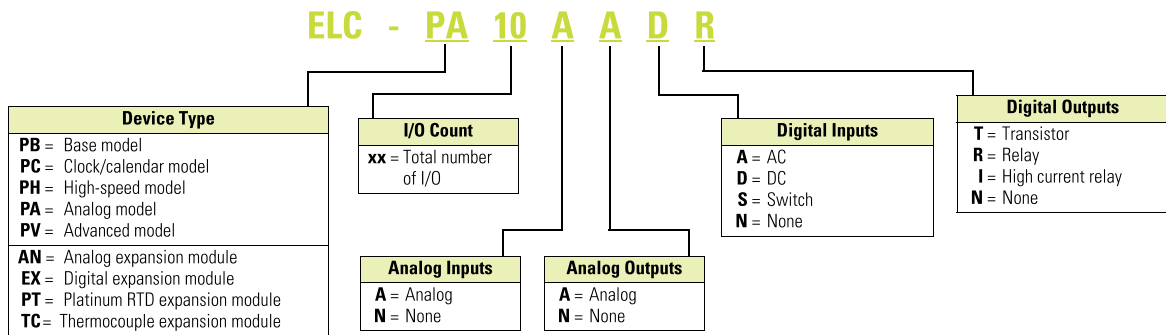 ELC - PA 10 A A D R
Device Type
PB = Base model
PC = Clock/calendar model
PH = High-speed model
PA = Analog model
PV = Advanced model
AN = Analog expansion module
EX = Digital expansion module
PT = Platinum RTD expansion module
TC = Thermocouple expansion module
I/O Count
xx = Total number
of I/O
Analog Inputs
A = Analog
N = None
Analog Outputs
A = Analog
N = None
Digital Inputs
A = AC
D = DC
S = Switch
N = None
Digital Outputs
T = Transistor
R = Relay
I = High current relay
N = None